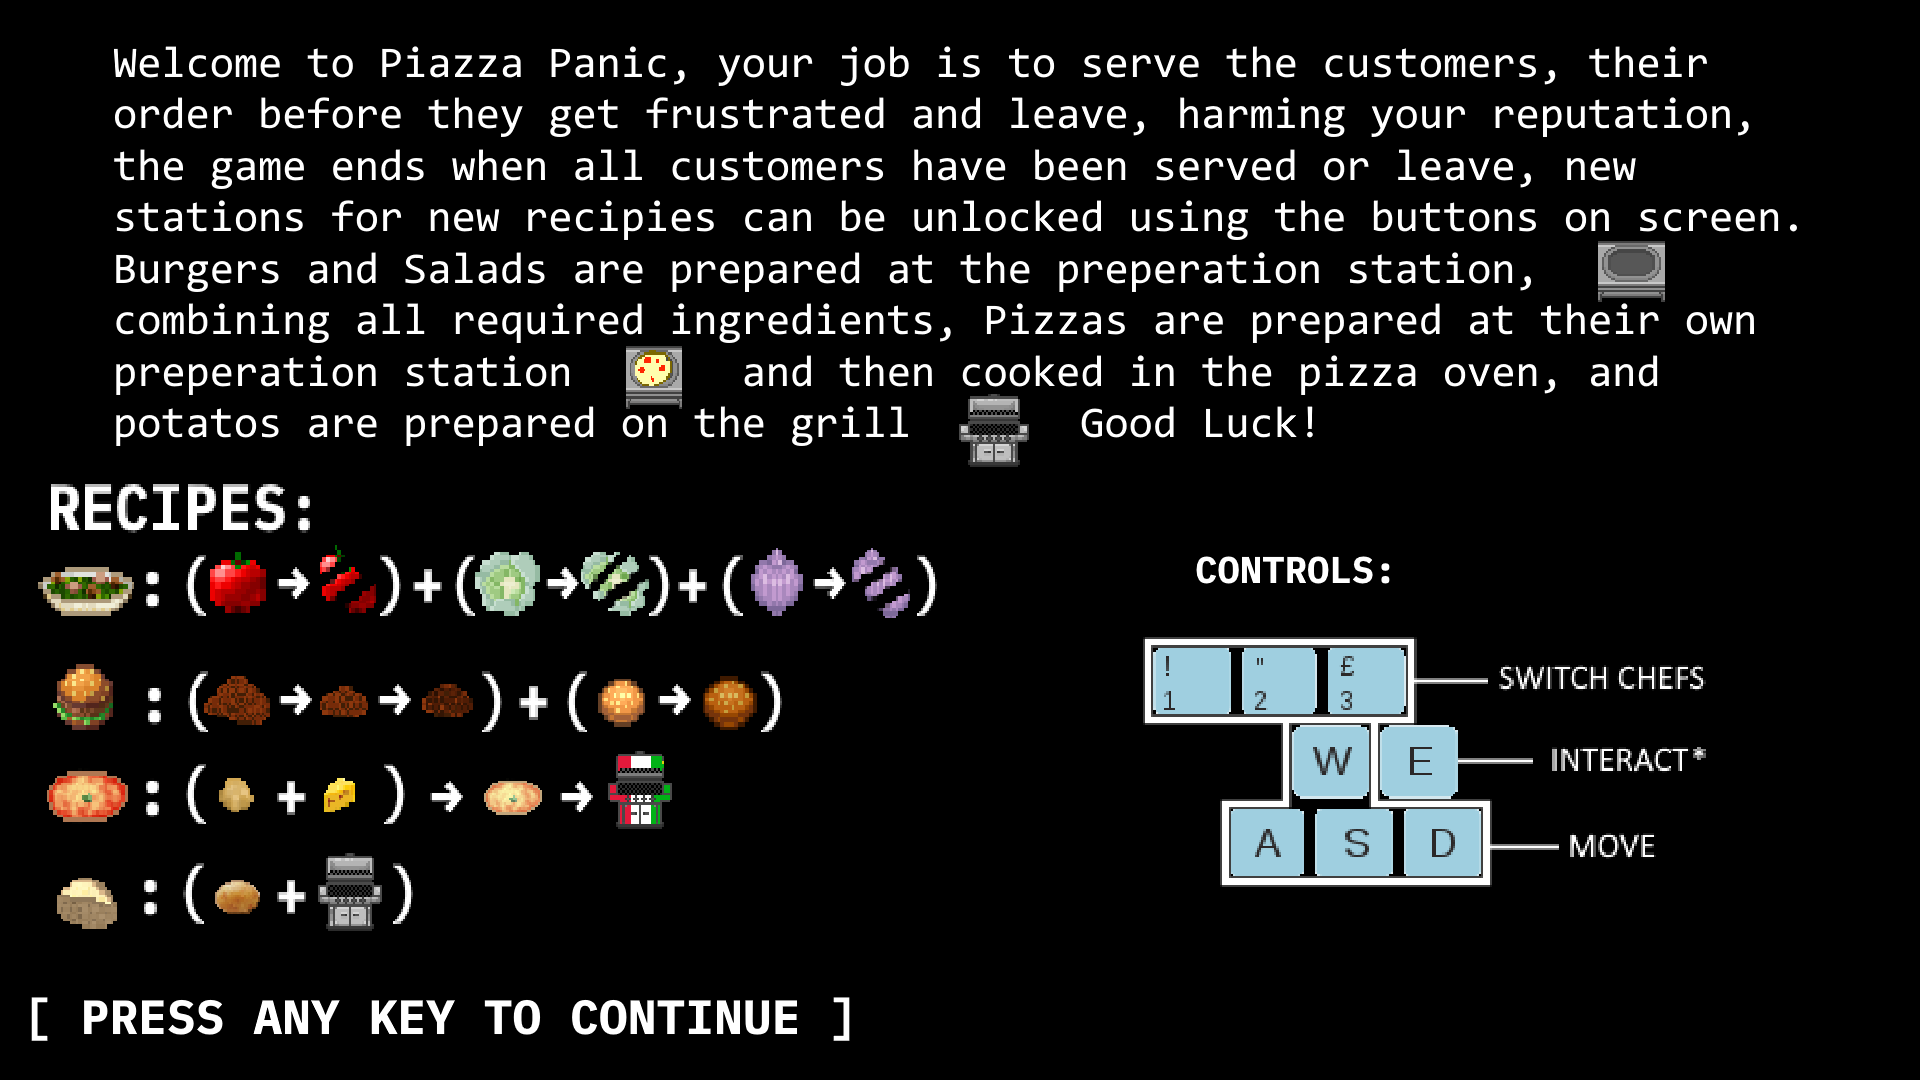 Welcome to Piazza Panic, your job is to serve the customers, their
order before they get frustrated and leave, harming your reputation,
the game ends when all customers have been served or leave, new
stations for new recipies can be unlocked using the buttons on screen.
Burgers and Salads are prepared at the preperation station,
combining all required ingredients, Pizzas are prepared at their own
preperation station and then cooked in the pizza oven, and
potatos are prepared on the grill Good Luck!
RECIPES:
: ( → ) + ( → ) + ( → )
: ( → → ) + ( → )
: ( + ) → →
: ( + )
CONTROLS:
! " £
1 2 3
SWITCH CHEFS
W E
INTERACT*
A S D
MOVE
[ PRESS ANY KEY TO CONTINUE ]